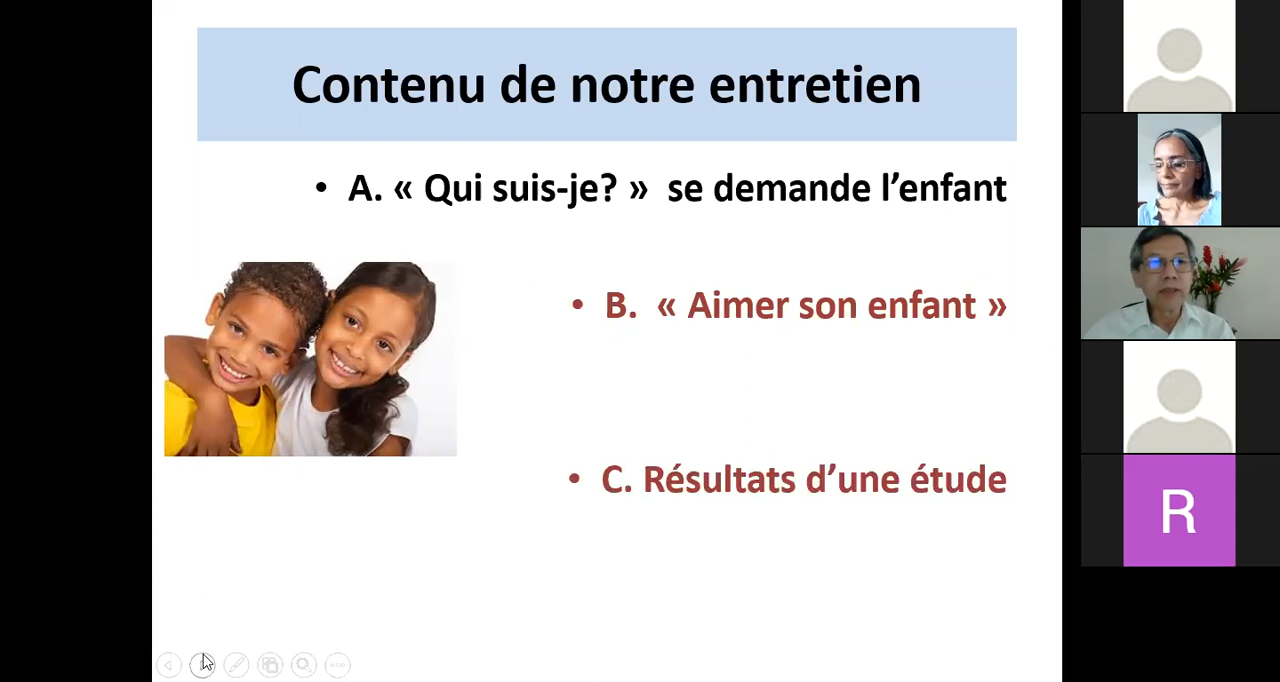 Contenu de notre entretien
• A. « Qui suis-je? »  se demande l’enfant
• B.  « Aimer son enfant »
• C. Résultats d’une étude
R